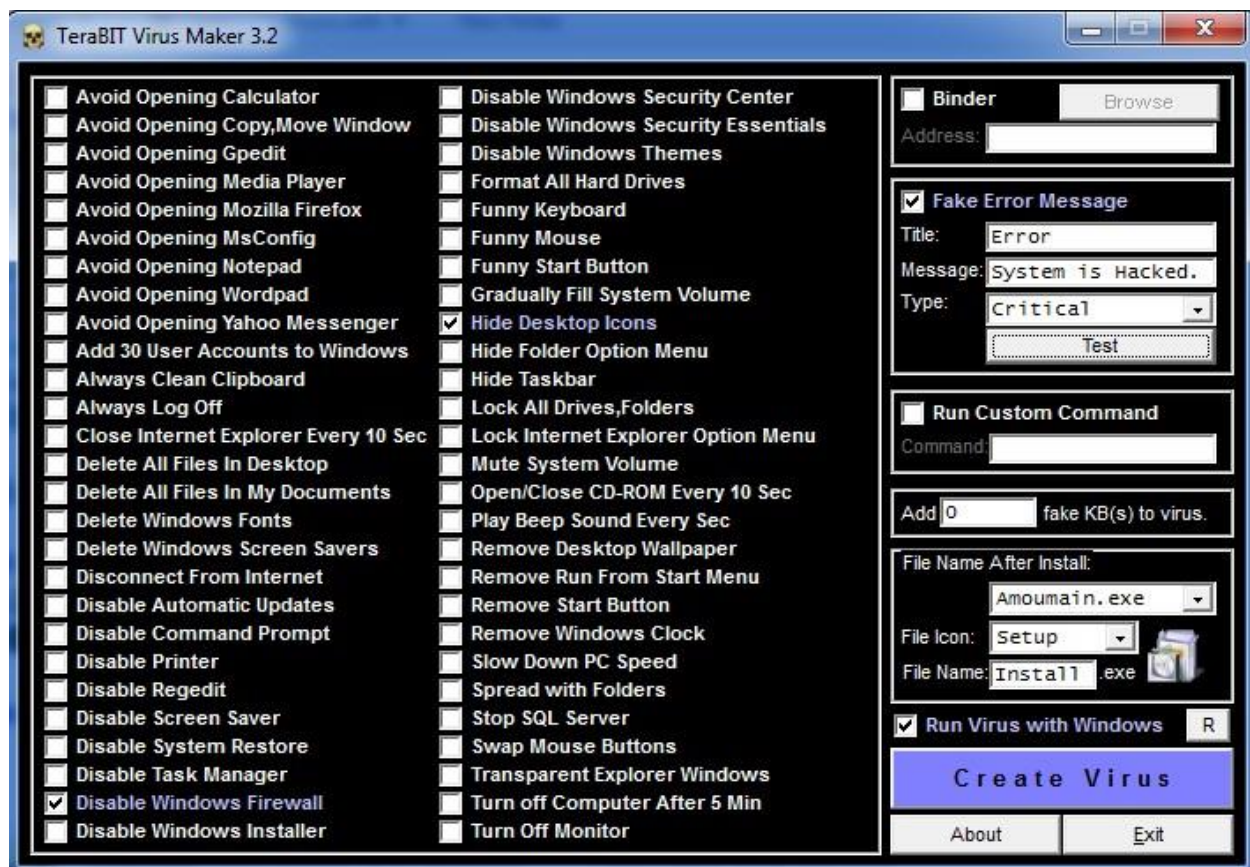 TeraBIT Virus Maker 3.2
Avoid Opening Calculator
Avoid Opening Copy,Move Window
Avoid Opening Gpedit
Avoid Opening Media Player
Avoid Opening Mozilla Firefox
Avoid Opening MsConfig
Avoid Opening Notepad
Avoid Opening Wordpad
Avoid Opening Yahoo Messenger
Add 30 User Accounts to Windows
Always Clean Clipboard
Always Log Off
Close Internet Explorer Every 10 Sec
Delete All Files In Desktop
Delete All Files In My Documents
Delete Windows Fonts
Delete Windows Screen Savers
Disconnect From Internet
Disable Automatic Updates
Disable Command Prompt
Disable Printer
Disable Regedit
Disable Screen Saver
Disable System Restore
Disable Task Manager
Disable Windows Firewall
Disable Windows Installer
Disable Windows Security Center
Disable Windows Security Essentials
Disable Windows Themes
Format All Hard Drives
Funny Keyboard
Funny Mouse
Funny Start Button
Gradually Fill System Volume
Hide Desktop Icons
Hide Folder Option Menu
Hide Taskbar
Lock All Drives,Folders
Lock Internet Explorer Option Menu
Mute System Volume
Open/Close CD-ROM Every 10 Sec
Play Beep Sound Every Sec
Remove Desktop Wallpaper
Remove Run From Start Menu
Remove Start Button
Remove Windows Clock
Slow Down PC Speed
Spread with Folders
Stop SQL Server
Swap Mouse Buttons
Transparent Explorer Windows
Turn off Computer After 5 Min
Turn Off Monitor
Binder Browse
Address:
Fake Error Message
Title: Error
Message: System is Hacked.
Type: Critical
Test
Run Custom Command
Command:
Add 0 fake KB(s) to virus.
File Name After Install:
Amoumain.exe
File Icon: Setup
File Name: Install .exe
Run Virus with Windows R
Create Virus
About Exit